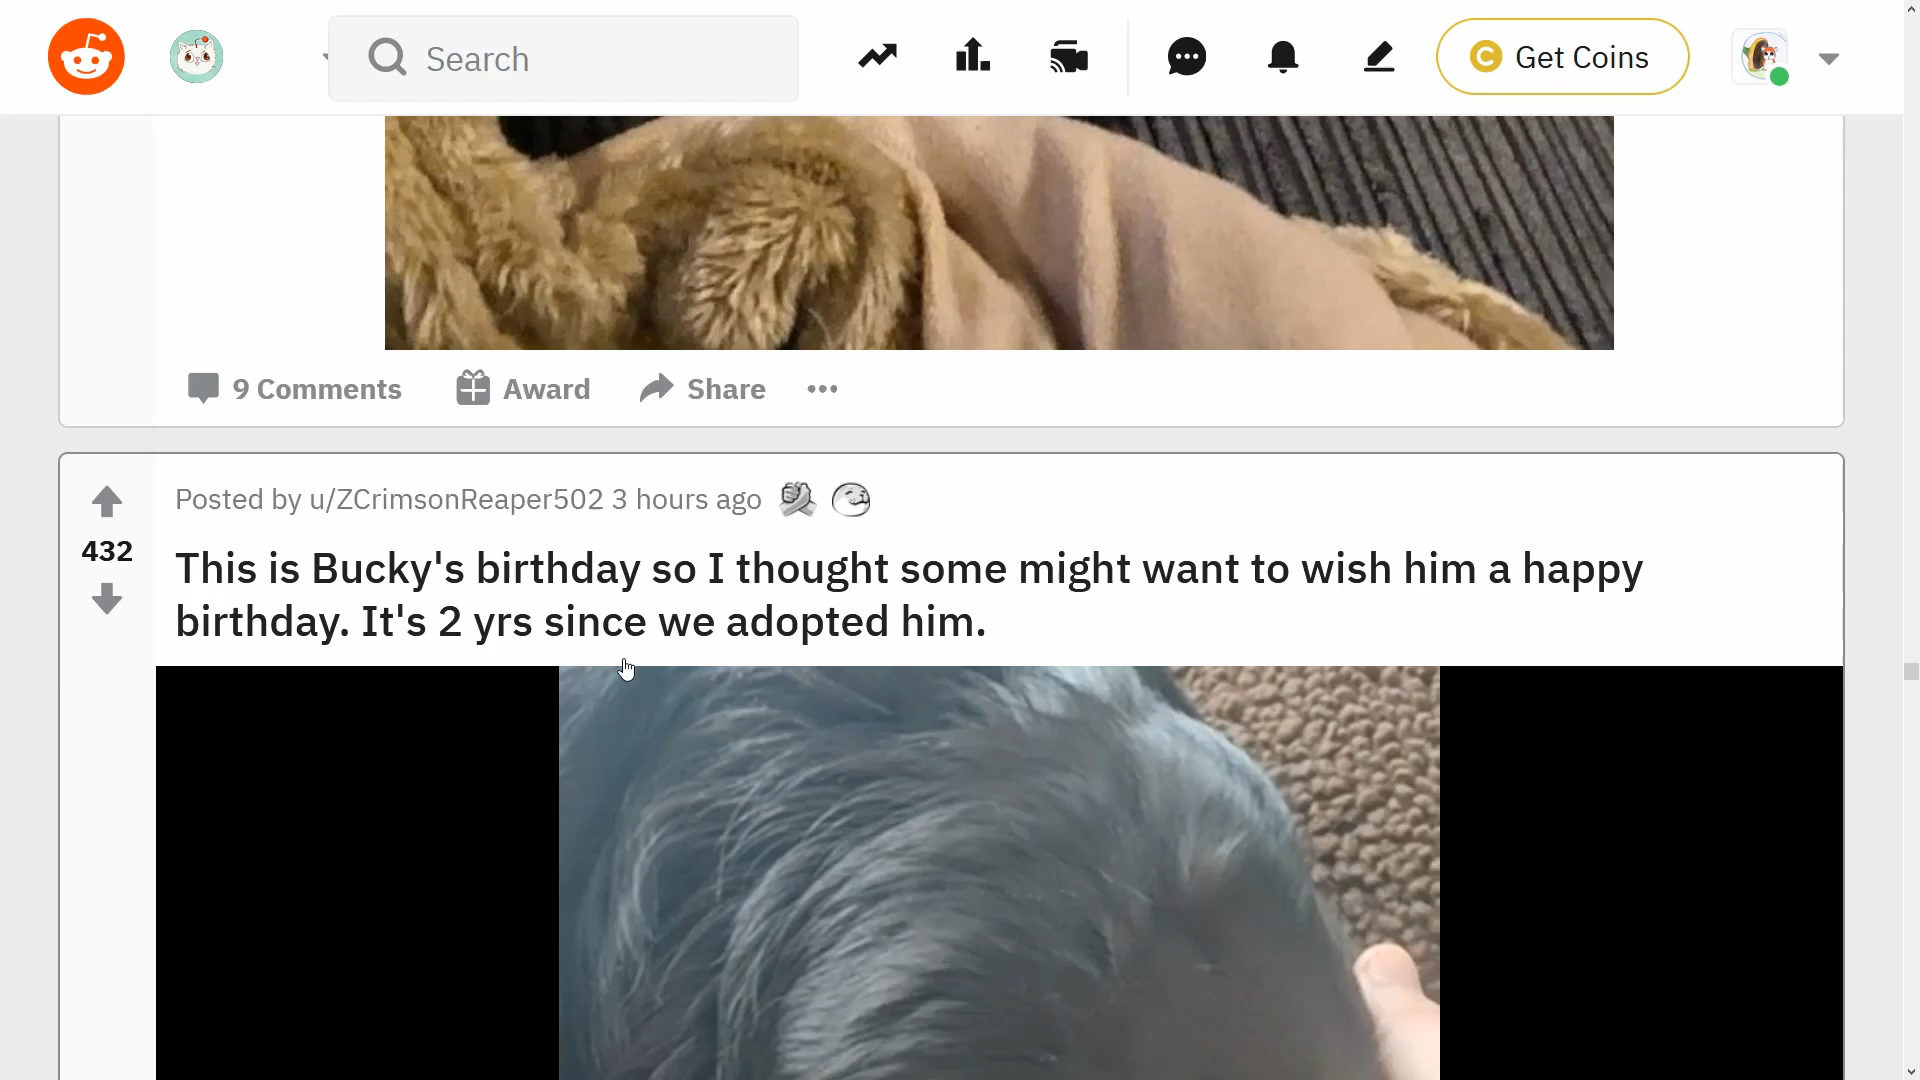 Search
Get Coins
9 Comments Award Share
Posted by u/ZCrimsonReaper502 3 hours ago
432
This is Bucky's birthday so I thought some might want to wish him a happy
birthday. It's 2 yrs since we adopted him.